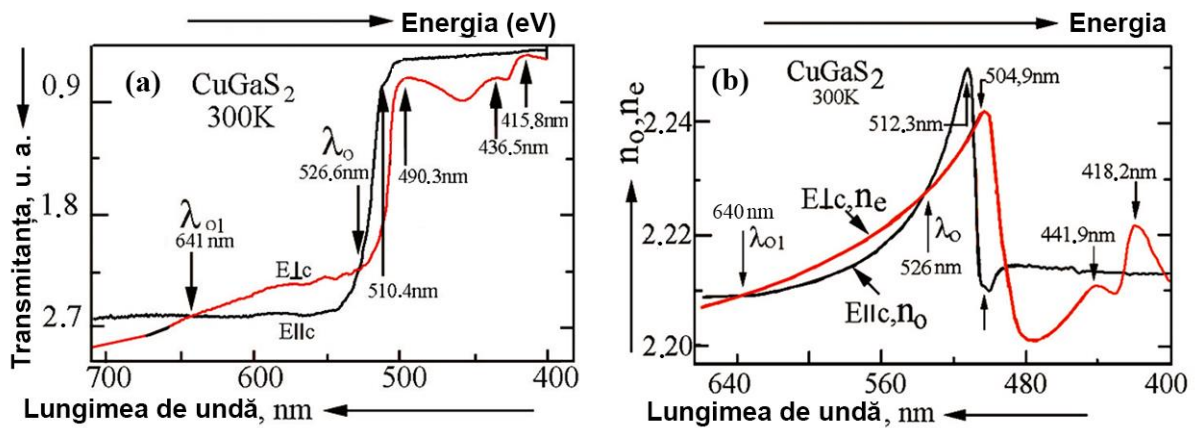 Energia (eV)
(a)
CuGaS2
300K
0.9
1.8
2.7
Transmitanța, u. a.
λo
526.6nm
λo1
641 nm
415.8nm
436.5nm
490.3nm
510.4nm
E⊥c
E||c
700
600
500
400
Lungimea de undă, nm
Energia
(b)
CuGaS2
300K
504,9nm
512.3nm
2.24
2.22
2.20
no,ne
418.2nm
441.9nm
E⊥c,ne
640 nm
λo1
λo
526 nm
E||c,no
640
560
480
400
Lungimea de undă, nm